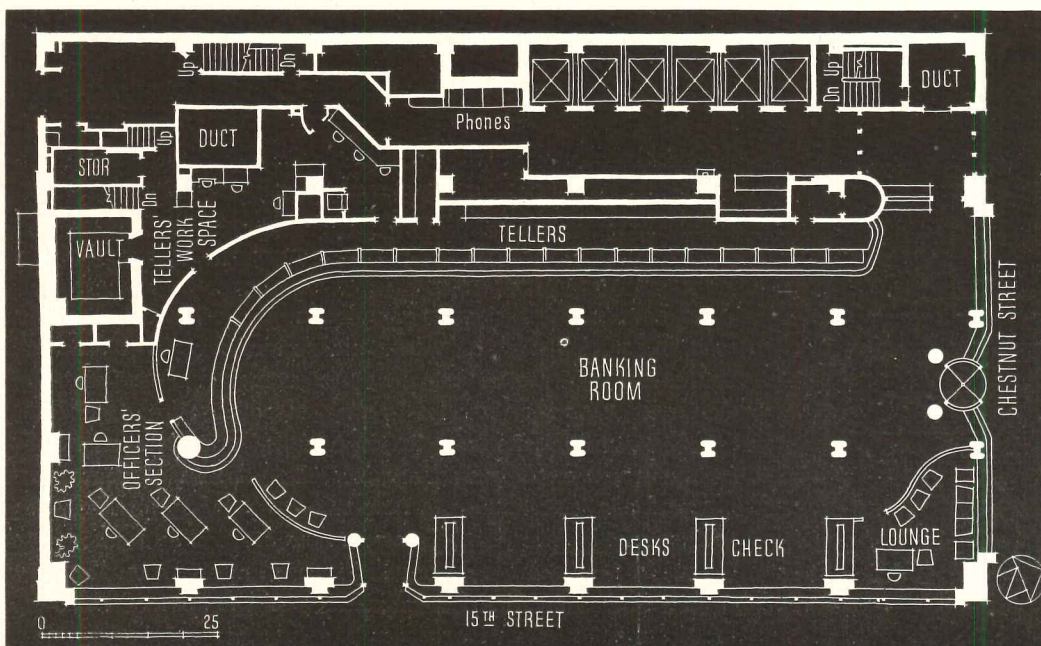 Up
Dn
Dn Up
DUCT
Phones
Up
DUCT
STOR
Dn
VAULT
TELLERS'
WORK
SPACE
TELLERS
CHESTNUT STREET
BANKING
ROOM
OFFICERS'
SECTION
LOUNGE
DESKS
CHECK
0
25
15TH STREET